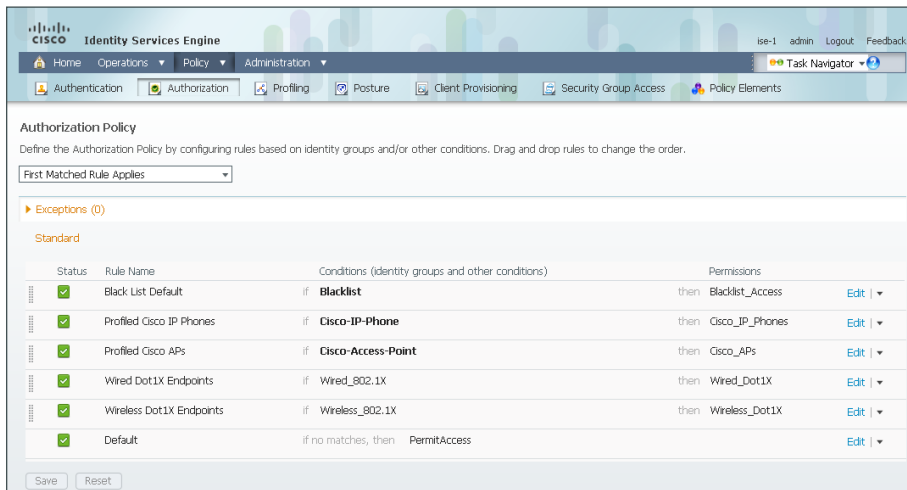 CISCO Identity Services Engine
ise-1 admin Logout Feedback
Home Operations Policy Administration
Task Navigator
Authentication Authorization Profiling Posture Client Provisioning Security Group Access Policy Elements
Authorization Policy
Define the Authorization Policy by configuring rules based on identity groups and/or other conditions. Drag and drop rules to change the order.
First Matched Rule Applies
Exceptions (0)
Standard
Status Rule Name Conditions (identity groups and other conditions) Permissions
Black List Default if Blacklist then Blacklist_Access Edit |
Profiled Cisco IP Phones if Cisco-IP-Phone then Cisco_IP_Phones Edit |
Profiled Cisco APs if Cisco-Access-Point then Cisco_APs Edit |
Wired Dot1X Endpoints if Wired_802.1X then Wired_Dot1X Edit |
Wireless Dot1X Endpoints if Wireless_802.1X then Wireless_Dot1X Edit |
Default if no matches, then PermitAccess Edit |
Save Reset